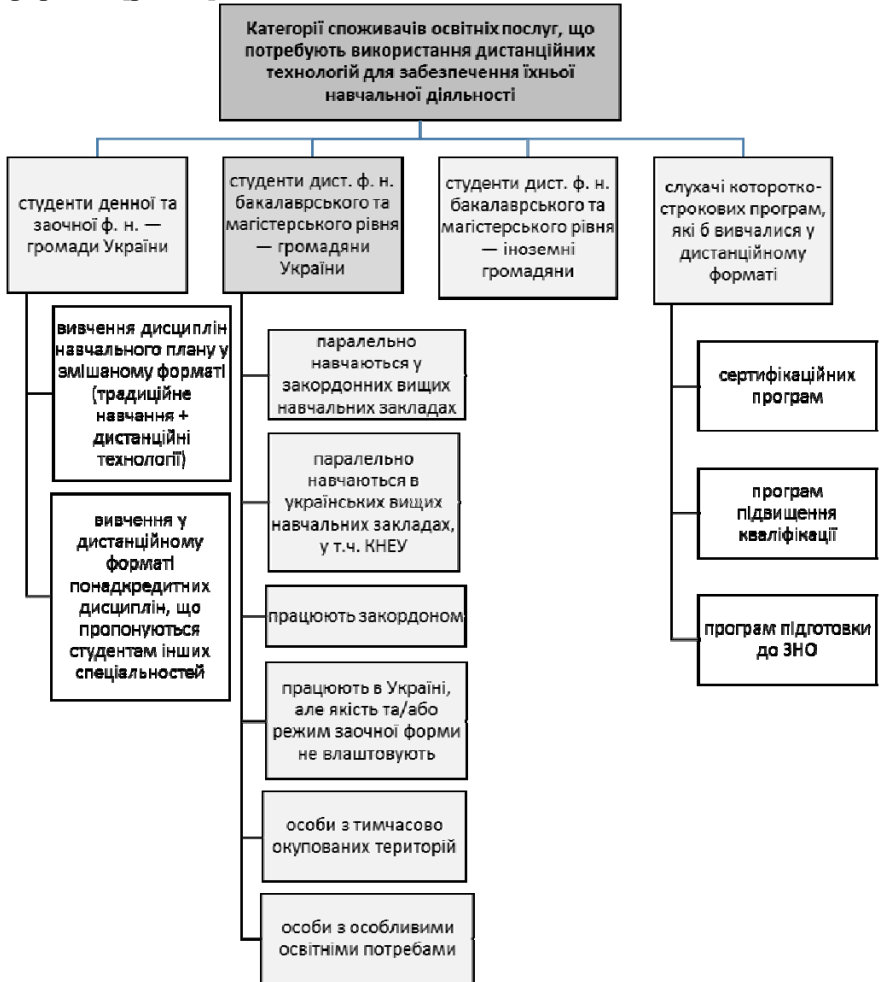 Категорії споживачів освітніх послуг, що
потребують використання дистанційних
технологій для забезпечення їхньої
навчальної діяльності
студенти денної та
заочної ф. н. —
громади України
студенти дист. ф. н.
бакалаврського та
магістерського рівня
— громадяни
України
студенти дист. ф. н.
бакалаврського та
магістерського рівня
— іноземні
громадяни
слухачі которотко-
строкових програм,
які б вивчалися у
дистанційному
форматі
вивчення дисциплін
навчального плану у
змішаному форматі
(традиційне
навчання +
дистанційні
технології)
вивчення у
дистанційному
форматі
понадкредитних
дисциплін, що
пропонуються
студентам інших
спеціальностей
паралельно
навчаються у
закордонних вищих
навчальних закладах
паралельно
навчаються в
українських вищих
навчальних закладах,
у т.ч. КНЕУ
працюють закордоном
працюють в Україні,
але якість та/або
режим заочної форми
не влаштовують
особи з тимчасово
окупованих територій
особи з особливими
освітніми потребами
сертифікаційних
програм
програм
підвищення
кваліфікації
програм підготовки
до ЗНО